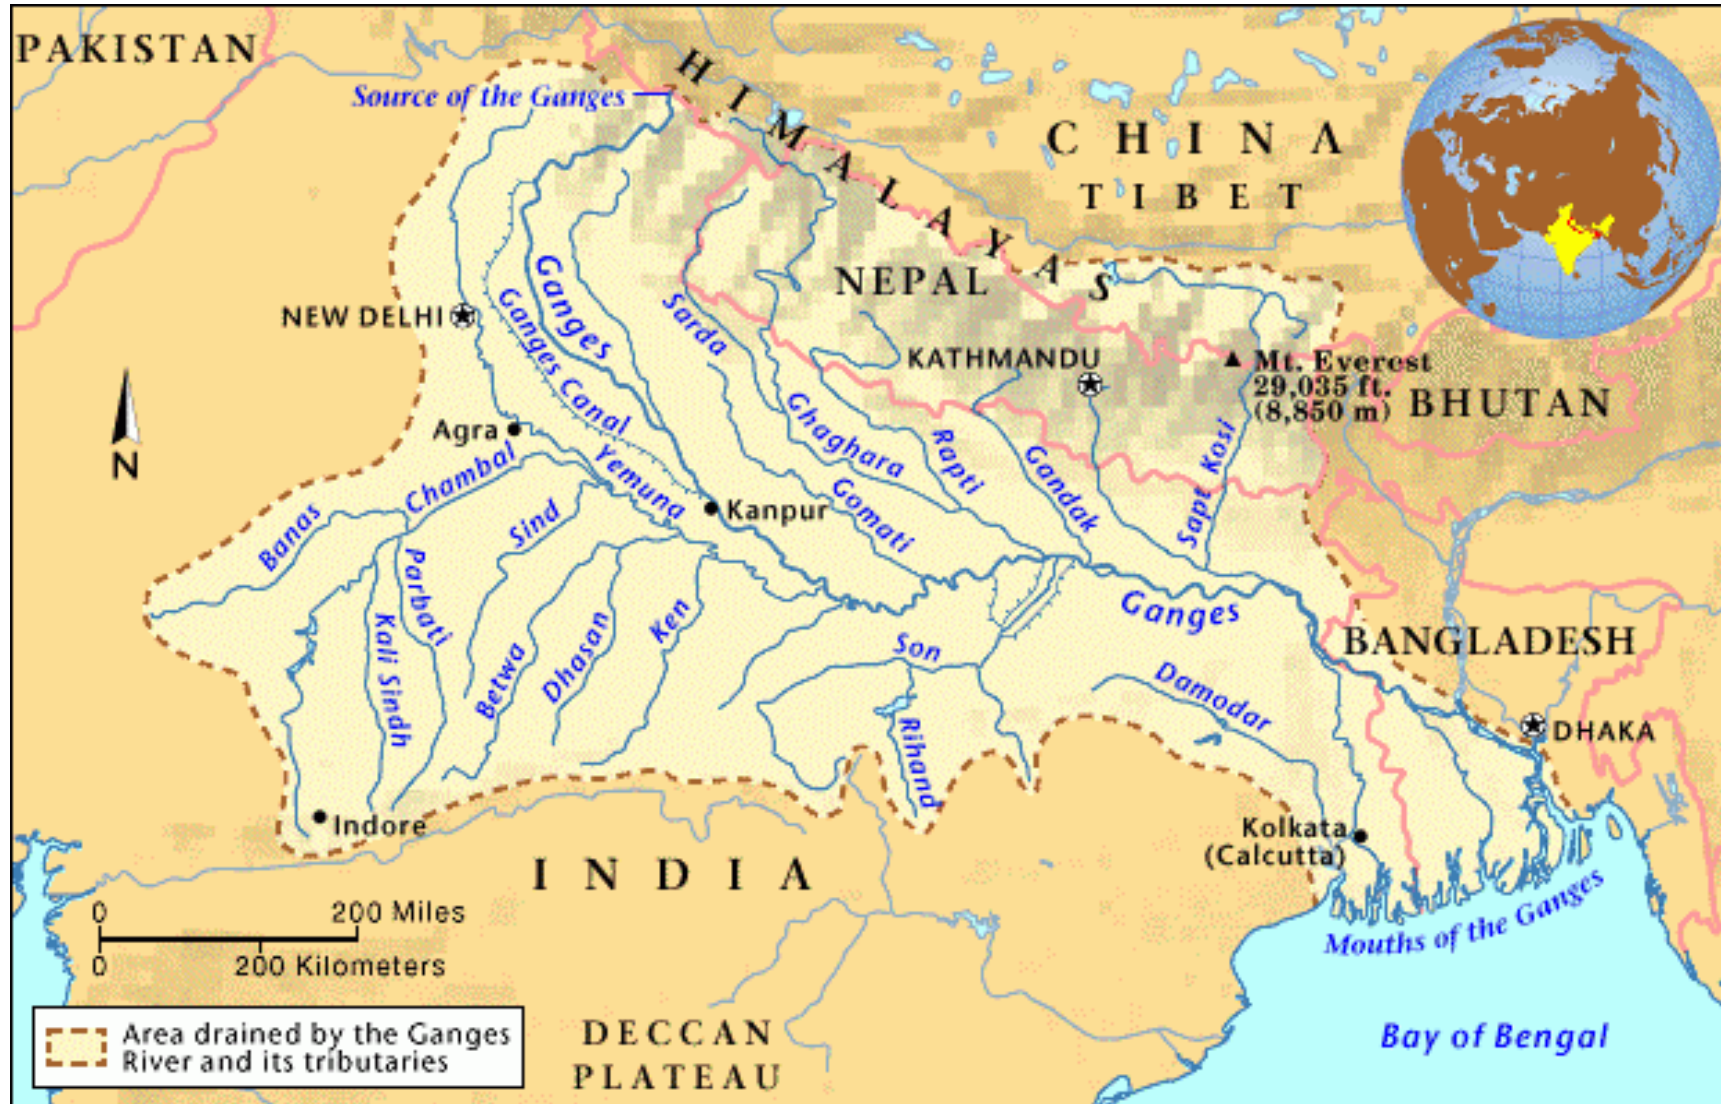 PAKISTAN
Source of the Ganges
HIMALAYAS
CHINA
TIBET
NEPAL
NEW DELHI
Ganges
Ganges Canal
Sarda
KATHMANDU
Mt. Everest
29,035 ft.
(8,850 m)
BHUTAN
Agra
N
Chambal
Yemuna
Ghaghara
Rapti
Gandak
Sapt Kosi
Banas
Sind
Kanpur
Gomati
Parbati
Kali Sindh
Betwa
Dhasan
Ken
Son
Ganges
BANGLADESH
Damodar
Rihand
DHAKA
Indore
Kolkata
(Calcutta)
INDIA
Mouths of the Ganges
0 200 Miles
0 200 Kilometers
Area drained by the Ganges
River and its tributaries
DECCAN
PLATEAU
Bay of Bengal